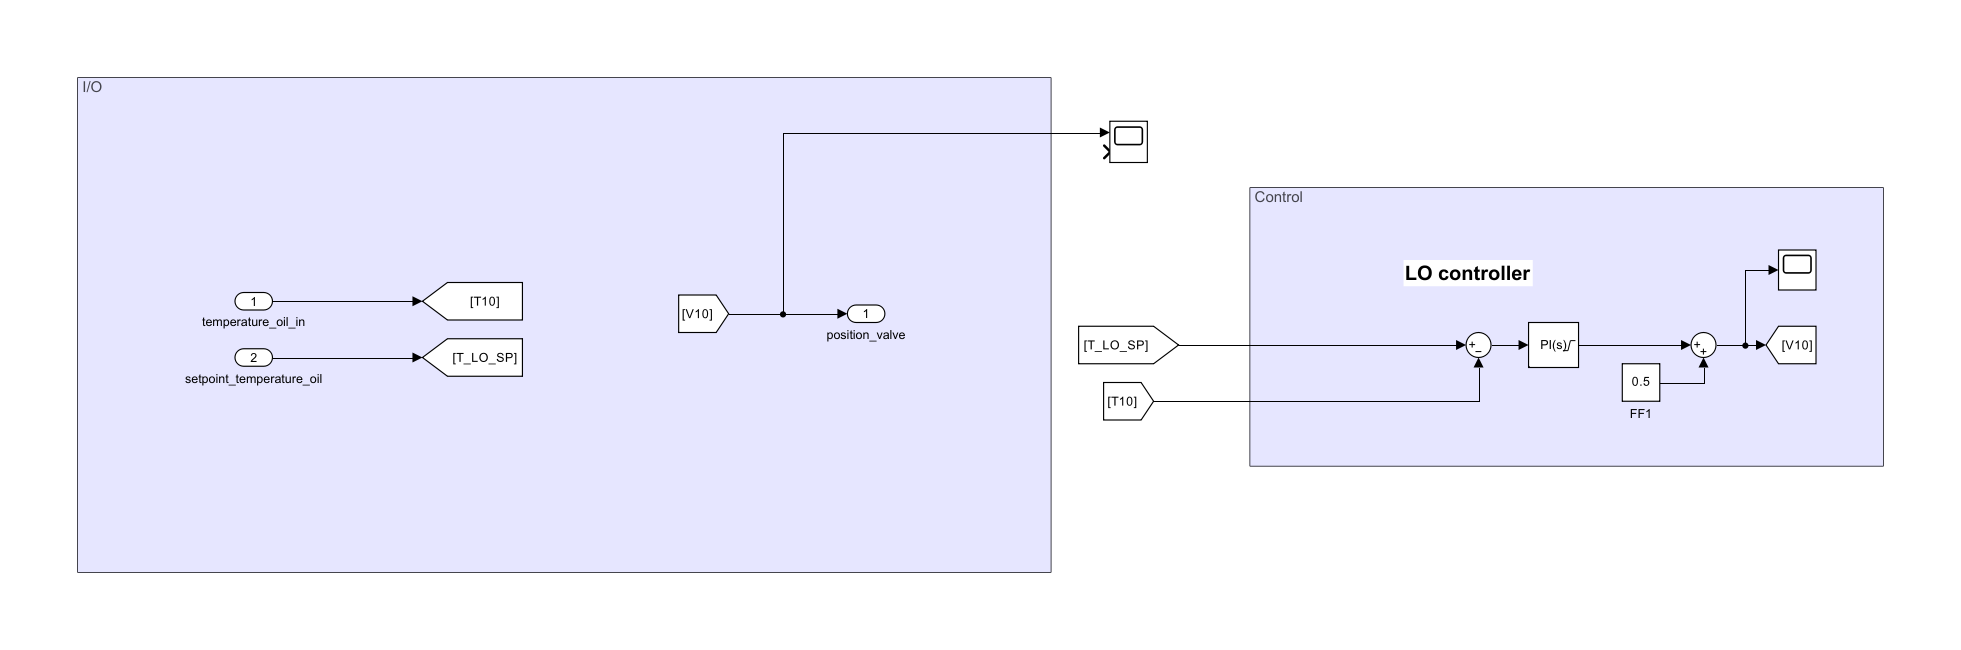 I/O
1
temperature_oil_in
[T10]
2
setpoint_temperature_oil
[T_LO_SP]
[V10]
1
position_valve
Control
LO controller
[T_LO_SP]
[T10]
+
−
PI(s)
+
+
0.5
FF1
[V10]